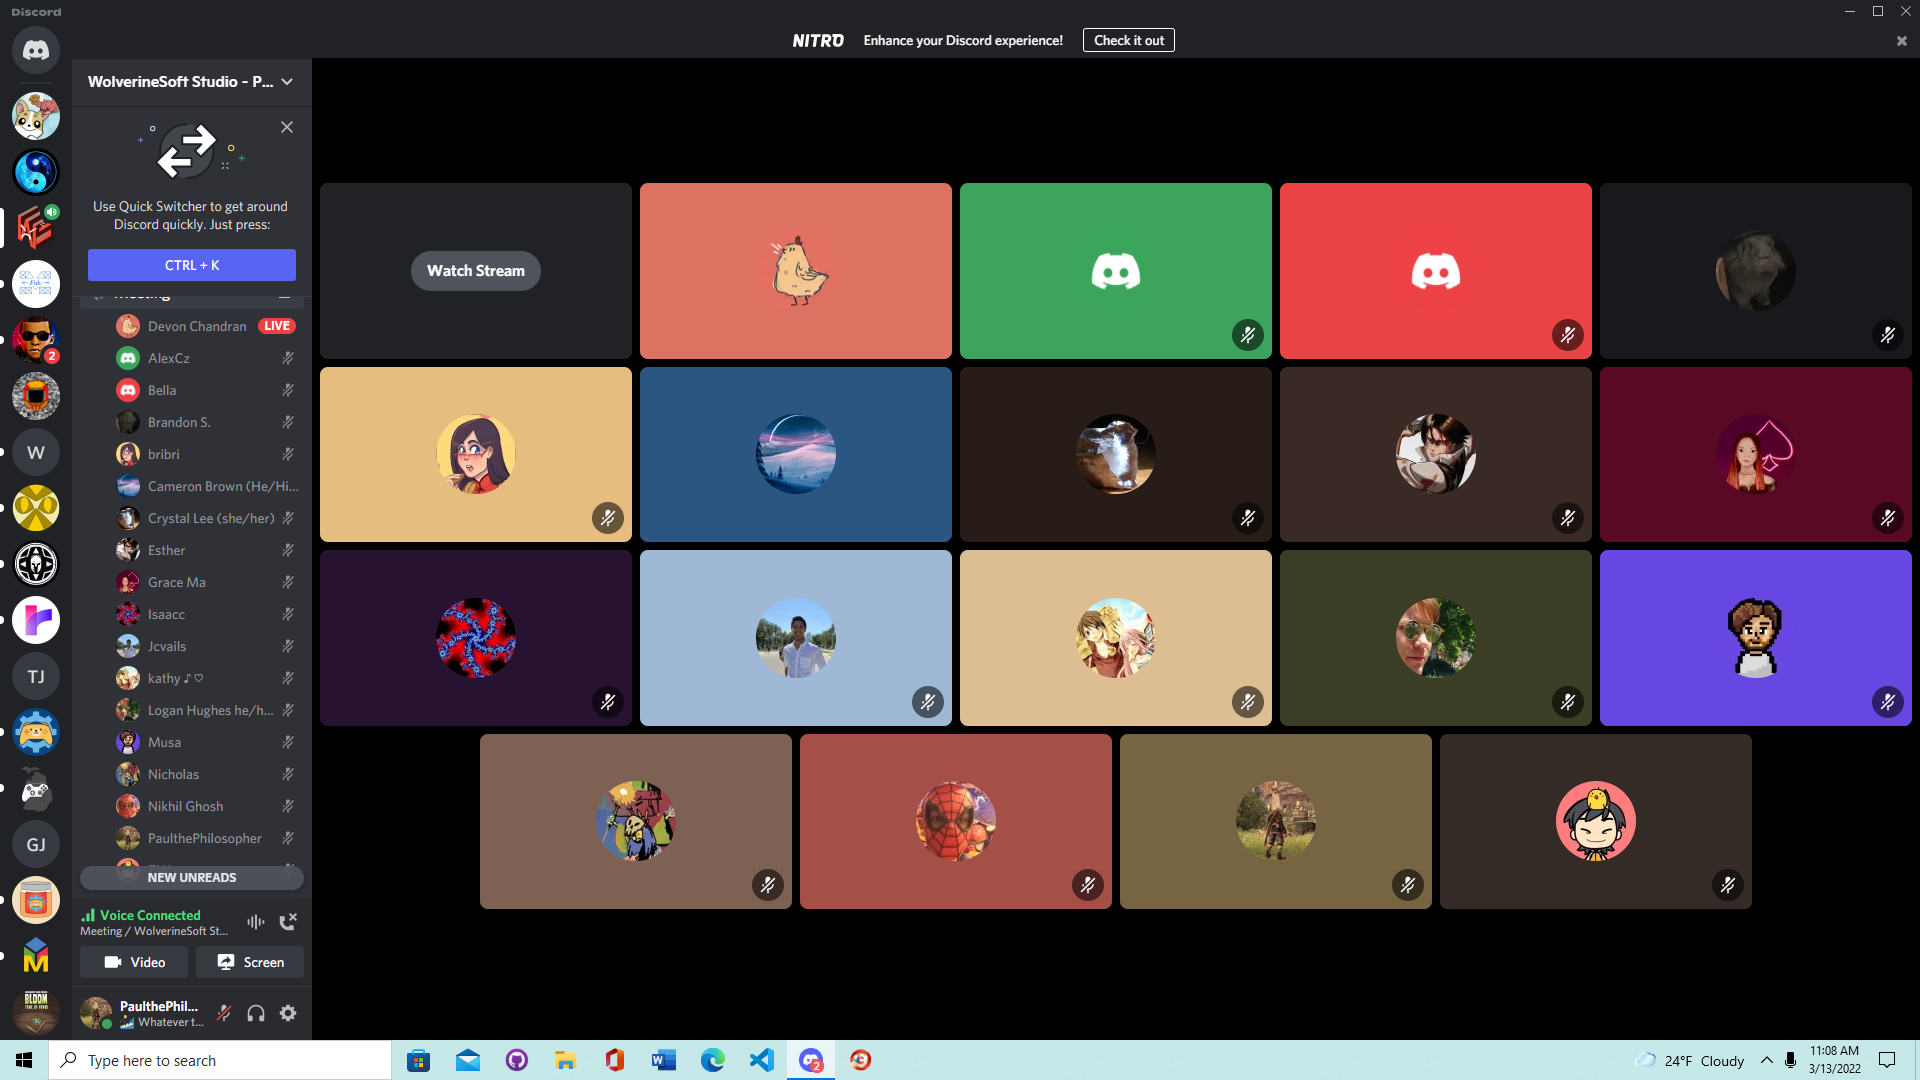 Discord
NITRO Enhance your Discord experience! Check it out
WolverineSoft Studio - P...
Use Quick Switcher to get around
Discord quickly. Just press:
CTRL + K
Meeting
Devon Chandran LIVE
AlexCz
Bella
Brandon S.
bribri
Cameron Brown (He/Hi...
Crystal Lee (she/her)
Esther
Grace Ma
Isaacc
Jcvails
kathy ♪ ♡
Logan Hughes he/h...
Musa
Nicholas
Nikhil Ghosh
PaulthePhilosopher
NEW UNREADS
Voice Connected
Meeting / WolverineSoft St...
Video
Screen
PaulthePhil...
Whatever t...
2
W
TJ
GJ
M
BLOOM
Watch Stream
Type here to search
2
24°F Cloudy
11:08 AM
3/13/2022